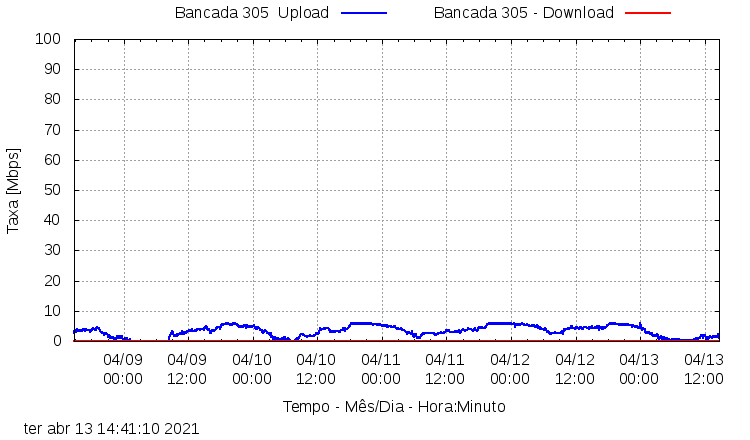 Bancada 305  Upload
Bancada 305 - Download
100
90
80
70
60
50
40
30
20
10
0
Taxa [Mbps]
04/09 04/09 04/10 04/10 04/11 04/11 04/12 04/12 04/13 04/13
00:00 12:00 00:00 12:00 00:00 12:00 00:00 12:00 00:00 12:00
Tempo - Mês/Dia - Hora:Minuto
ter abr 13 14:41:10 2021